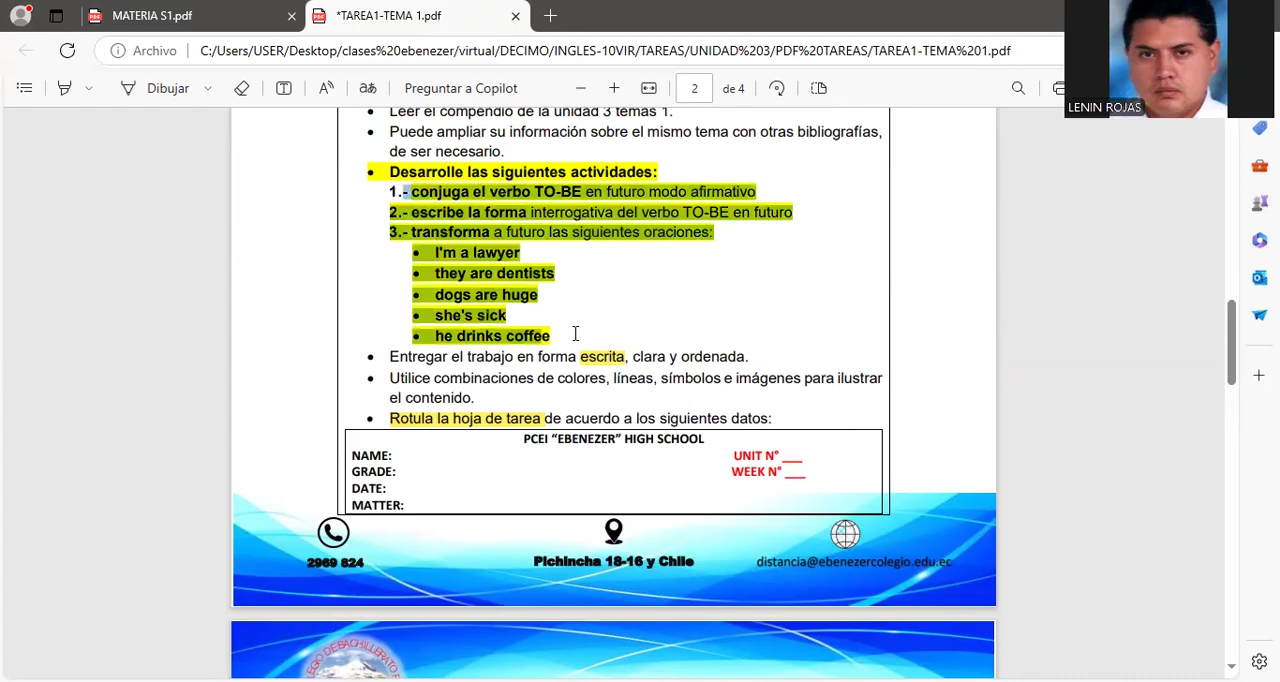 MATERIA S1.pdf
*TAREA1-TEMA 1.pdf
Archivo
C:/Users/USER/Desktop/clases%20ebenezer/virtual/DECIMO/INGLES-10VIR/TAREAS/UNIDAD%203/PDF%20TAREAS/TAREA1-TEMA%201.pdf
Dibujar
Preguntar a Copilot
2
de 4
LENIN ROJAS
• Leer el compendio de la unidad 3 temas 1.
• Puede ampliar su información sobre el mismo tema con otras bibliografías,
de ser necesario.
• Desarrolle las siguientes actividades:
1.- conjuga el verbo TO-BE en futuro modo afirmativo
2.- escribe la forma interrogativa del verbo TO-BE en futuro
3.- transforma a futuro las siguientes oraciones:
• I'm a lawyer
• they are dentists
• dogs are huge
• she's sick
• he drinks coffee
• Entregar el trabajo en forma escrita, clara y ordenada.
• Utilice combinaciones de colores, líneas, símbolos e imágenes para ilustrar
el contenido.
• Rotula la hoja de tarea de acuerdo a los siguientes datos:
PCEI “EBENEZER” HIGH SCHOOL
NAME:
UNIT N° ___
GRADE:
WEEK N° ___
DATE:
MATTER:
2969 824
Pichincha 18-16 y Chile
distancia@ebenezercolegio.edu.ec